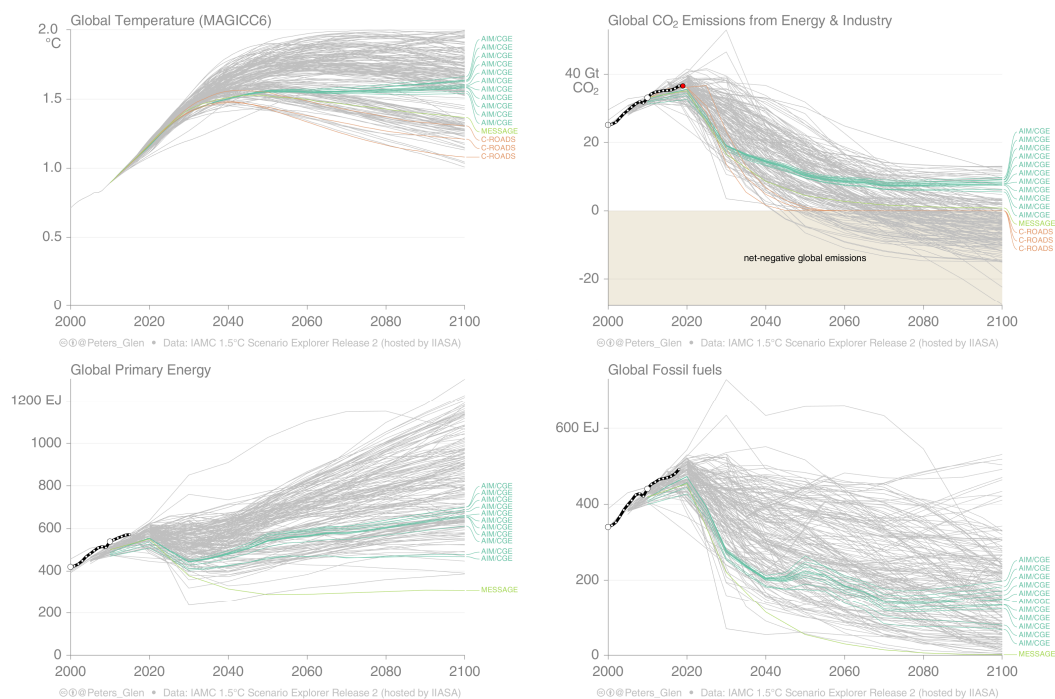 Global Temperature (MAGICC6)
2.0
°C
1.5
1.0
0.5
0
2000
2020
2040
2060
2080
2100
AIM/CGE
AIM/CGE
AIM/CGE
AIM/CGE
AIM/CGE
AIM/CGE
AIM/CGE
AIM/CGE
AIM/CGE
AIM/CGE
AIM/CGE
MESSAGE
C-ROADS
C-ROADS
C-ROADS
@Peters_Glen • Data: IAMC 1.5°C Scenario Explorer Release 2 (hosted by IIASA)
Global CO₂ Emissions from Energy & Industry
40 Gt
CO₂
20
0
-20
net-negative global emissions
2000
2020
2040
2060
2080
2100
AIM/CGE
AIM/CGE
AIM/CGE
AIM/CGE
AIM/CGE
AIM/CGE
AIM/CGE
AIM/CGE
AIM/CGE
AIM/CGE
AIM/CGE
MESSAGE
C-ROADS
C-ROADS
C-ROADS
@Peters_Glen • Data: IAMC 1.5°C Scenario Explorer Release 2 (hosted by IIASA)
Global Primary Energy
1200 EJ
1000
800
600
400
200
0
2000
2020
2040
2060
2080
2100
AIM/CGE
AIM/CGE
AIM/CGE
AIM/CGE
AIM/CGE
AIM/CGE
AIM/CGE
AIM/CGE
AIM/CGE
AIM/CGE
AIM/CGE
MESSAGE
@Peters_Glen • Data: IAMC 1.5°C Scenario Explorer Release 2 (hosted by IIASA)
Global Fossil fuels
600 EJ
400
200
0
2000
2020
2040
2060
2080
2100
AIM/CGE
AIM/CGE
AIM/CGE
AIM/CGE
AIM/CGE
AIM/CGE
AIM/CGE
AIM/CGE
AIM/CGE
AIM/CGE
AIM/CGE
MESSAGE
@Peters_Glen • Data: IAMC 1.5°C Scenario Explorer Release 2 (hosted by IIASA)